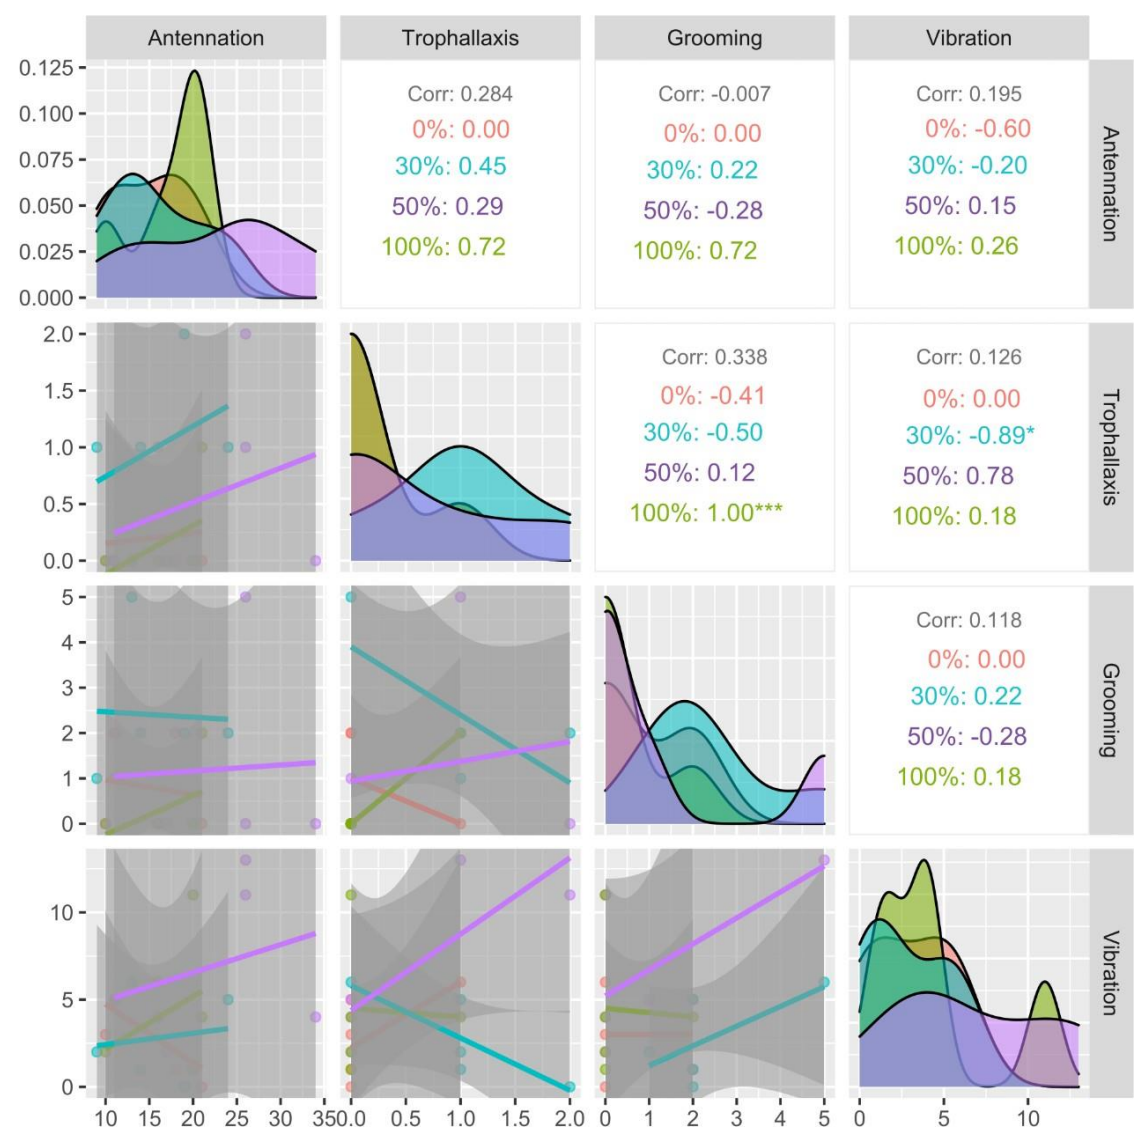 Antennation
Trophallaxis
Grooming
Vibration
0.125
0.100
0.075
0.050
0.025
0.000
Corr: 0.284
0%: 0.00
30%: 0.45
50%: 0.29
100%: 0.72
Corr: -0.007
0%: 0.00
30%: 0.22
50%: -0.28
100%: 0.72
Corr: 0.195
0%: -0.60
30%: -0.20
50%: 0.15
100%: 0.26
Antennation
2.0
1.5
1.0
0.5
0.0
Corr: 0.338
0%: -0.41
30%: -0.50
50%: 0.12
100%: 1.00***
Corr: 0.126
0%: 0.00
30%: -0.89*
50%: 0.78
100%: 0.18
Trophallaxis
5
4
3
2
1
0
Corr: 0.118
0%: 0.00
30%: 0.22
50%: -0.28
100%: 0.18
Grooming
10
5
0
Vibration
10 15 20 25 30 35
0.0 0.5 1.0 1.5 2.0
0 1 2 3 4 5
0 5 10